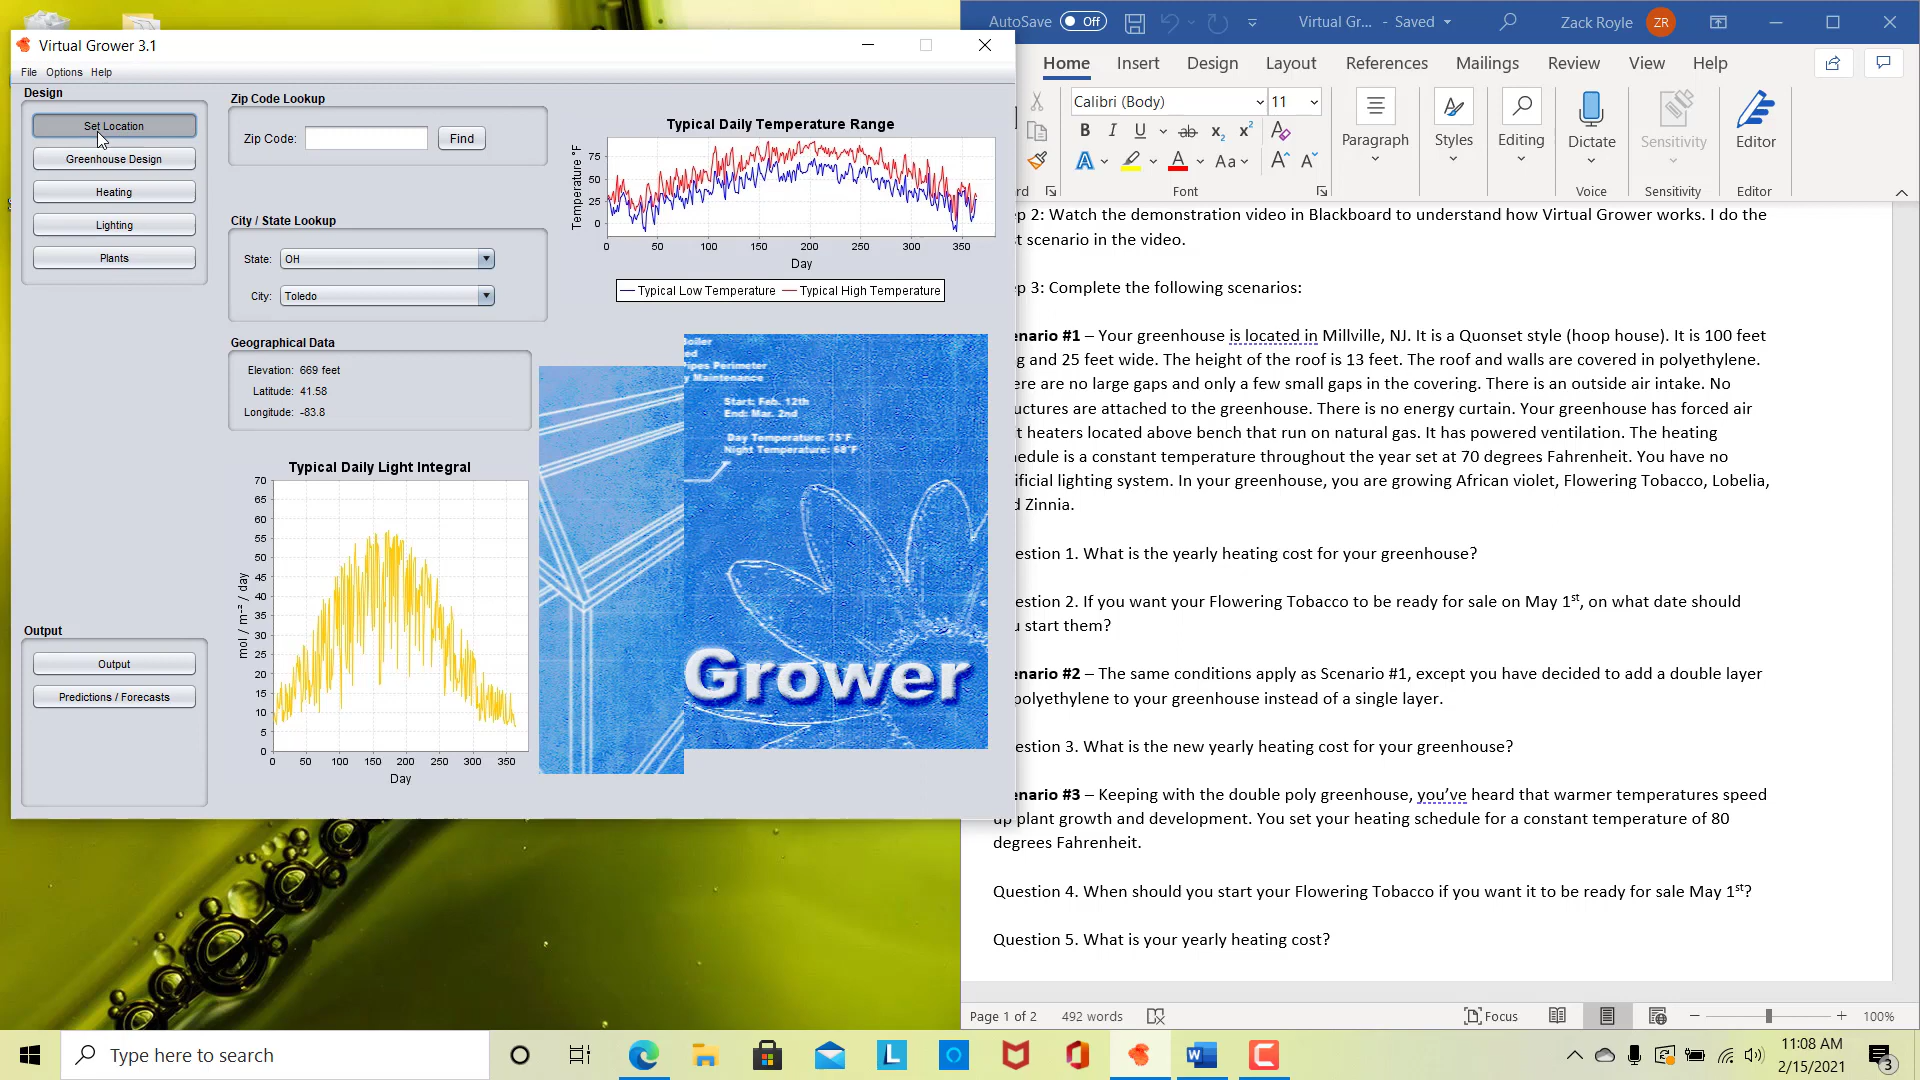 Virtual Grower 3.1
File Options Help
Design
Set Location
Greenhouse Design
Heating
Lighting
Plants
Output
Output
Predictions / Forecasts
Zip Code Lookup
Zip Code:
Find
City / State Lookup
State: OH
City: Toledo
Geographical Data
Elevation: 669 feet
Latitude: 41.58
Longitude: -83.8
Typical Daily Light Integral
mol / m⁻² / day
70
65
60
55
50
45
40
35
30
25
20
15
10
5
0
0 50 100 150 200 250 300 350
Day
Typical Daily Temperature Range
Temperature °F
75
50
25
0
0 50 100 150 200 250 300 350
Day
Typical Low Temperature Typical High Temperature
Boiler
ed
Pipes Perimeter
y Maintenance
Start: Feb. 12th
End: Mar. 2nd
Day Temperature: 75°F
Night Temperature: 68°F
Grower
AutoSave Off Virtual Gr... - Saved Zack Royle ZR
Home Insert Design Layout References Mailings Review View Help
Calibri (Body) 11
B I U ab x₂ x²
A A Aa A A
rd Font
Paragraph
Styles
Editing
Dictate
Voice
Sensitivity
Sensitivity
Editor
Editor
ep 2: Watch the demonstration video in Blackboard to understand how Virtual Grower works. I do the
st scenario in the video.
ep 3: Complete the following scenarios:
enario #1 – Your greenhouse is located in Millville, NJ. It is a Quonset style (hoop house). It is 100 feet
g and 25 feet wide. The height of the roof is 13 feet. The roof and walls are covered in polyethylene.
ere are no large gaps and only a few small gaps in the covering. There is an outside air intake. No
uctures are attached to the greenhouse. There is no energy curtain. Your greenhouse has forced air
t heaters located above bench that run on natural gas. It has powered ventilation. The heating
edule is a constant temperature throughout the year set at 70 degrees Fahrenheit. You have no
ificial lighting system. In your greenhouse, you are growing African violet, Flowering Tobacco, Lobelia,
d Zinnia.
estion 1. What is the yearly heating cost for your greenhouse?
estion 2. If you want your Flowering Tobacco to be ready for sale on May 1st, on what date should
u start them?
enario #2 – The same conditions apply as Scenario #1, except you have decided to add a double layer
polyethylene to your greenhouse instead of a single layer.
estion 3. What is the new yearly heating cost for your greenhouse?
enario #3 – Keeping with the double poly greenhouse, you’ve heard that warmer temperatures speed
up plant growth and development. You set your heating schedule for a constant temperature of 80
degrees Fahrenheit.
Question 4. When should you start your Flowering Tobacco if you want it to be ready for sale May 1st?
Question 5. What is your yearly heating cost?
Page 1 of 2 492 words Focus 100%
Type here to search
11:08 AM
2/15/2021
3